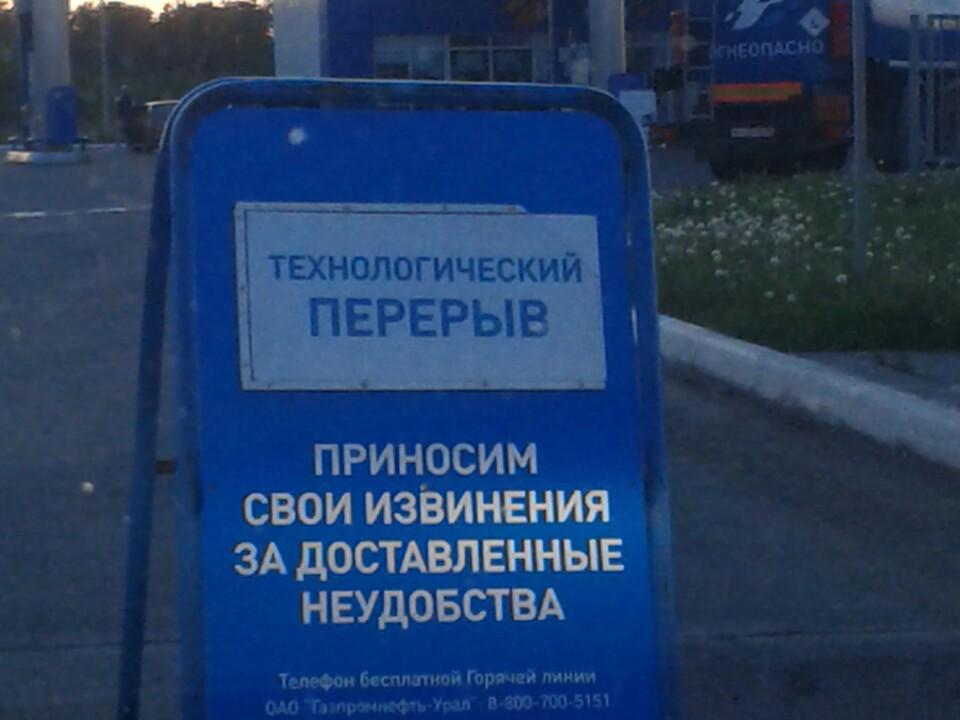 ОГНЕОПАСНО
ТЕХНОЛОГИЧЕСКИЙ
ПЕРЕРЫВ
ПРИНОСИМ
СВОИ ИЗВИНЕНИЯ
ЗА ДОСТАВЛЕННЫЕ
НЕУДОБСТВА
Телефон бесплатной Горячей линии
ОАО "Газпромнефть-Урал" 8-800-700-5151